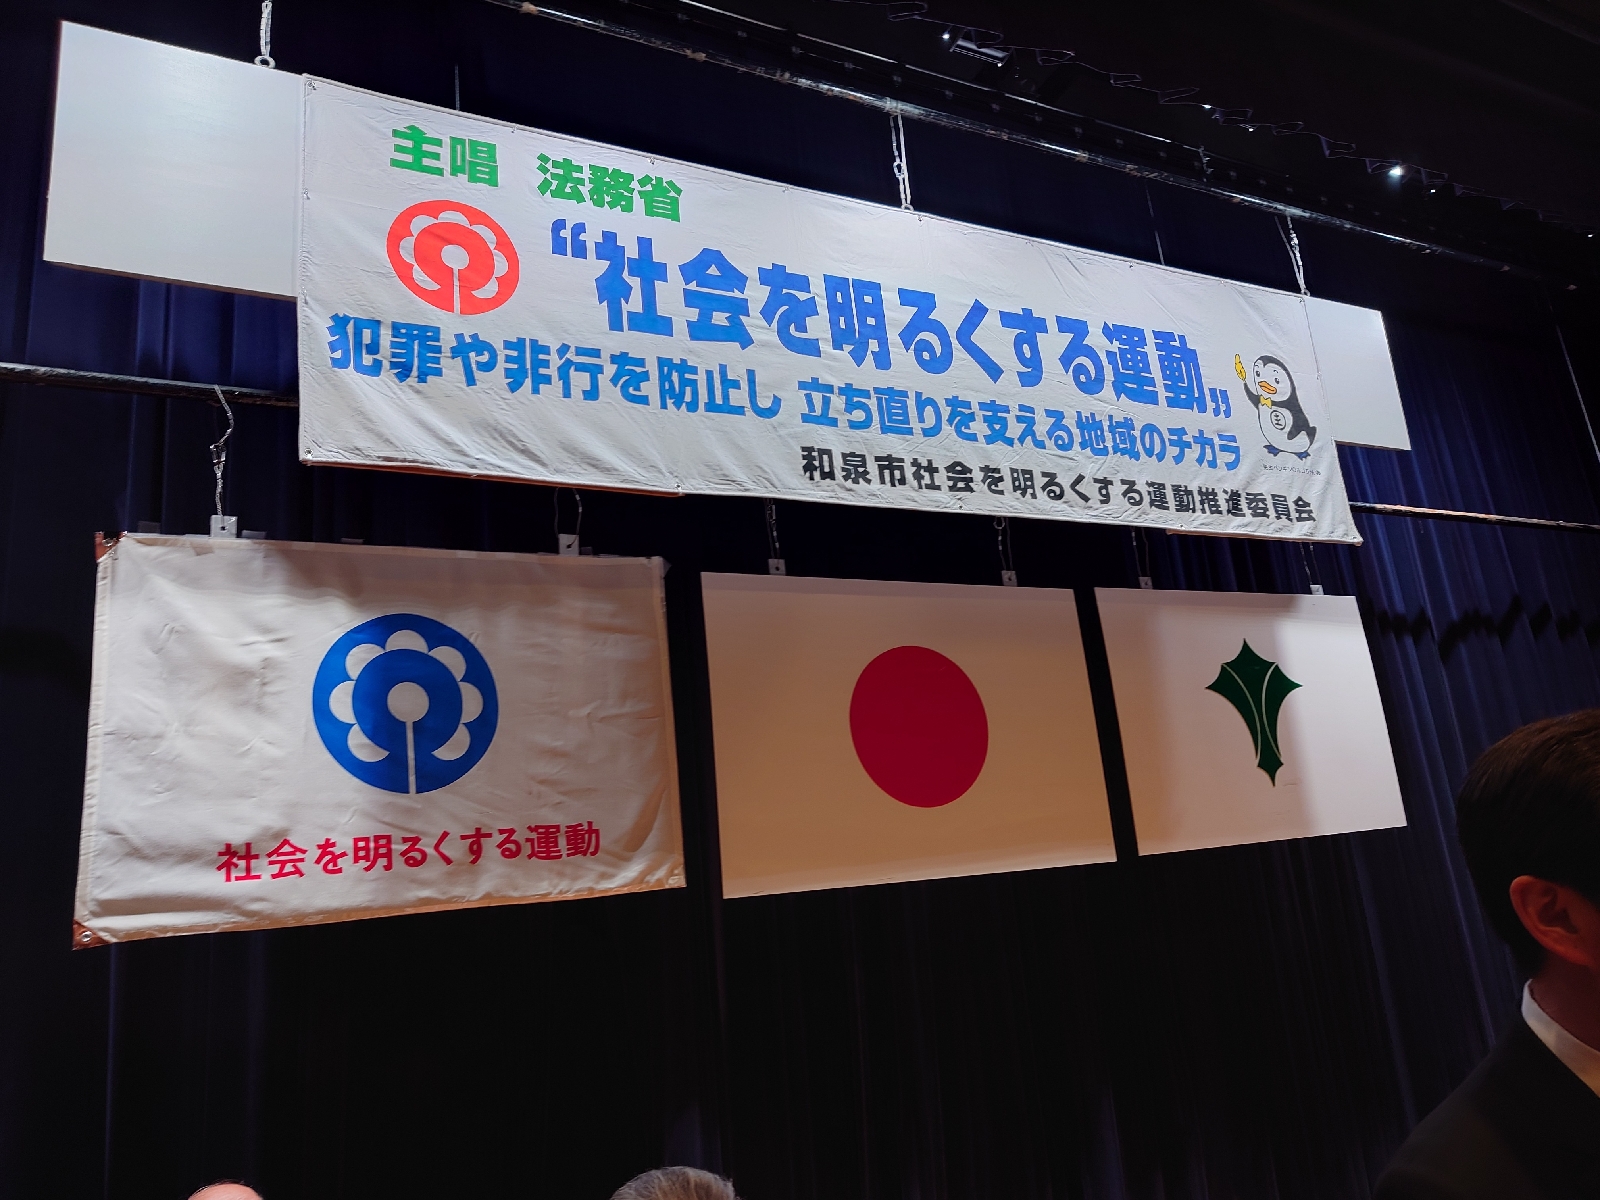 主唱 法務省
“社会を明るくする運動„
犯罪や非行を防止し 立ち直りを支える地域のチカラ
和泉市社会を明るくする運動推進委員会
社会を明るくする運動